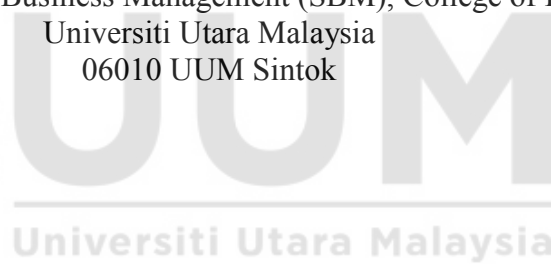 Business Management (SBM), College of
Universiti Utara Malaysia
06010 UUM Sintok
UUM
Universiti Utara Malaysia